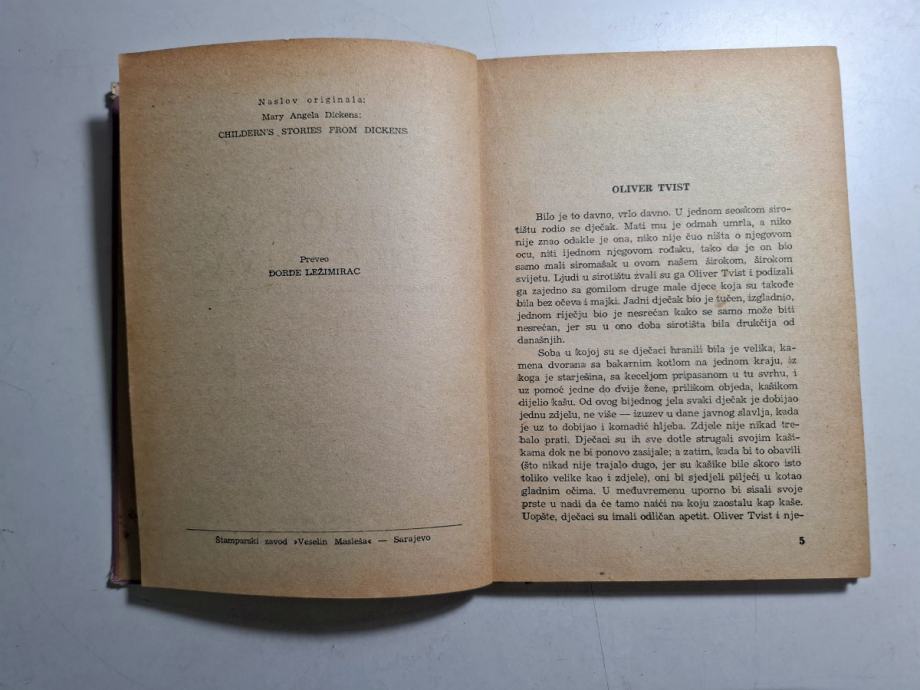 Naslov originala:
Mary Angela Dickens:
CHILDERN'S STORIES FROM DICKENS
Preveo
ĐORĐE LEŽIMIRAC
Štamparski zavod »Veselin Masleša« — Sarajevo
OLIVER TVIST
Bilo je to davno, vrlo davno. U jednom seoskom siro-
tištu rodio se dječak. Mati mu je odmah umrla, a niko
nije znao odakle je ona, niko nije čuo ništa o njegovom
ocu, niti ijednom njegovom rođaku, tako da je on bio
samo mali siromašak u ovom našem širokom, širokom
svijetu. Ljudi u sirotištu zvali su ga Oliver Tvist i podizali
ga zajedno sa gomilom druge male djece koja su takođe
bila bez očeva i majki. Jadni dječak bio je tučen, izgladnio,
jednom riječju bio je nesrećan kako se samo može biti
nesrećan, jer su u ono doba sirotišta bila drukčija od
današnjih.
Soba u kojoj su se dječaci hranili bila je velika, ka-
mena dvorana sa bakarnim kotlom na jednom kraju, iz
koga je starješina, sa keceljom pripasanom u tu svrhu, i
uz pomoć jedne do dvije žene, prilikom objeda, kašikom
dijelio kašu. Od ovog bijednog jela svaki dječak je dobijao
jednu zdjelu, ne više — izuzev u dane javnog slavlja, kada
je uz to dobijao i komadić hljeba. Zdjele nije nikad tre-
balo prati. Dječaci su ih sve dotle strugali svojim kaši-
kama dok ne bi ponovo zasijale; a zatim, kada bi to obavili
(što nikad nije trajalo dugo, jer su kašike bile skoro isto
toliko velike kao i zdjele), oni bi sjedjeli piljeći u kotao
gladnim očima. U međuvremenu uporno bi sisali svoje
prste u nadi da će tamo naići na koju zaostalu kap kaše.
Uopšte, dječaci su imali odličan apetit. Oliver Tvist i nje-
5